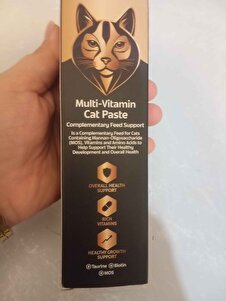 Multi-Vitamin
Cat Paste
Complementary Feed Support
Is a Complementary Feed for Cats
Containing Mannan-Oligosaccharide
(MOS), Vitamins and Amino Acids to
Help Support Their Healthy
Development and Overall Health
OVERALL HEALTH
SUPPORT
RICH
VITAMINS
HEALTHY GROWTH
SUPPORT
Taurine Biotin
MOS